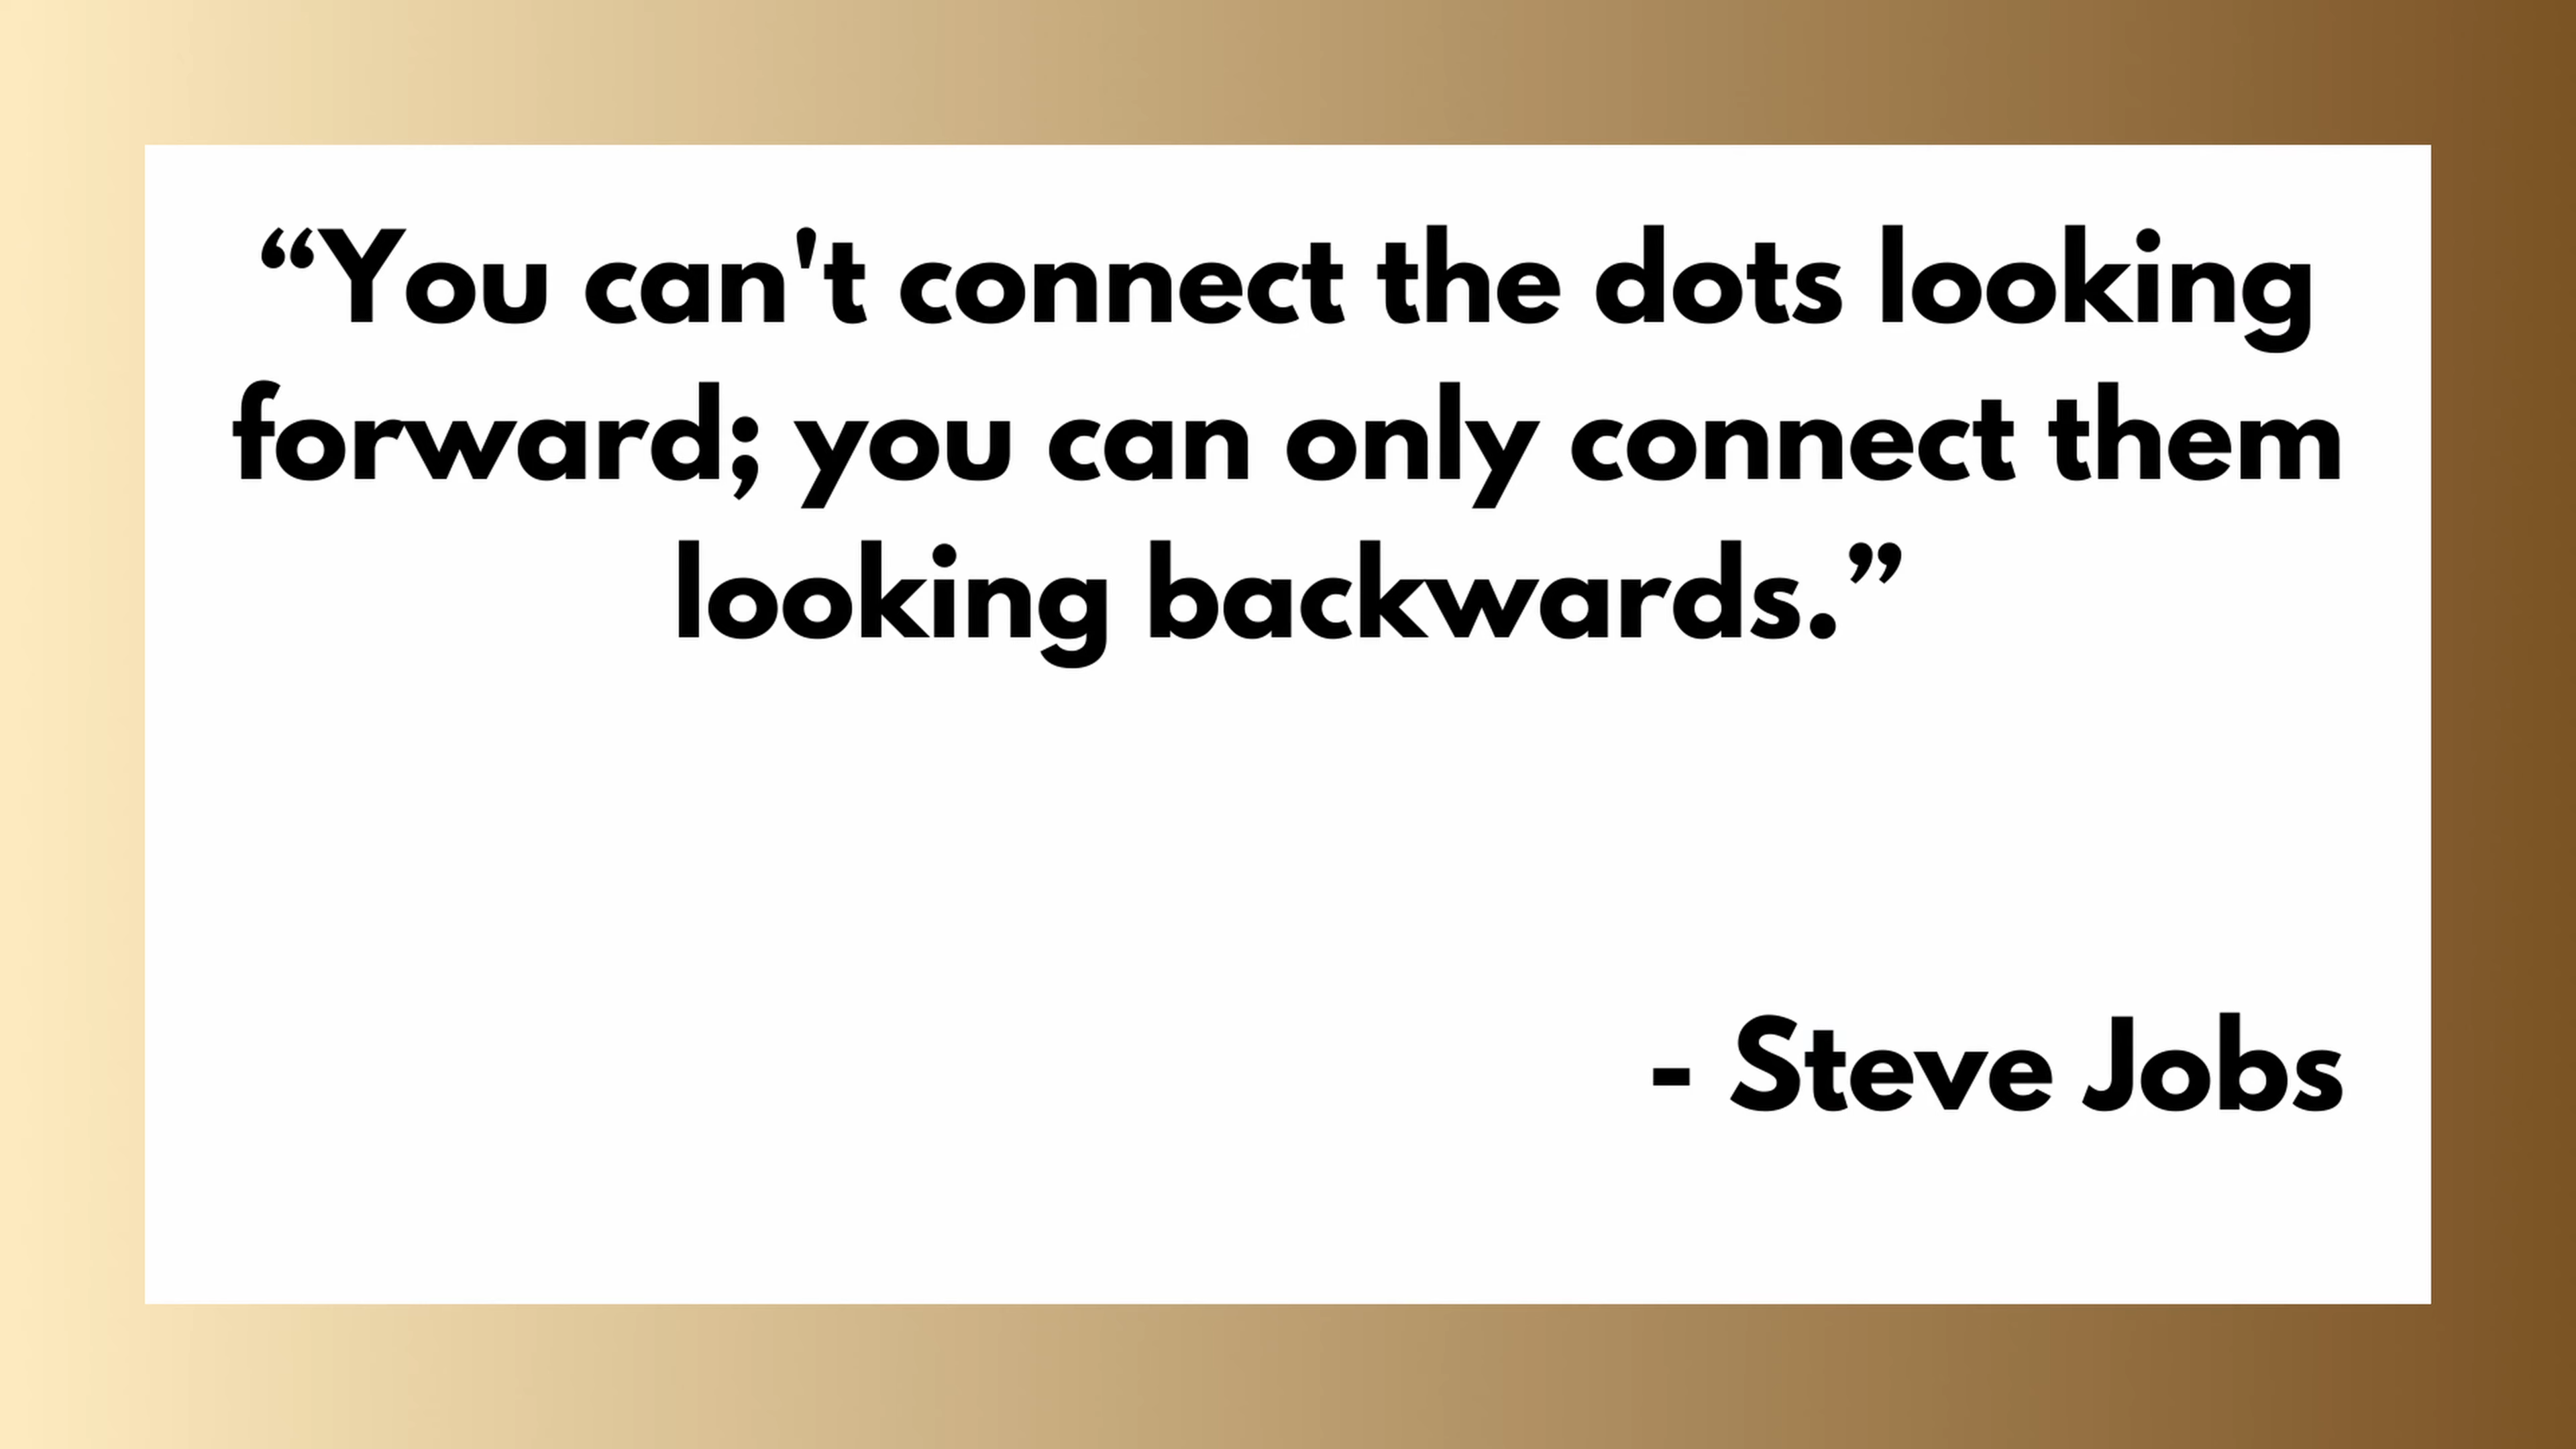 “You can't connect the dots looking
forward; you can only connect them
looking backwards.”
- Steve Jobs